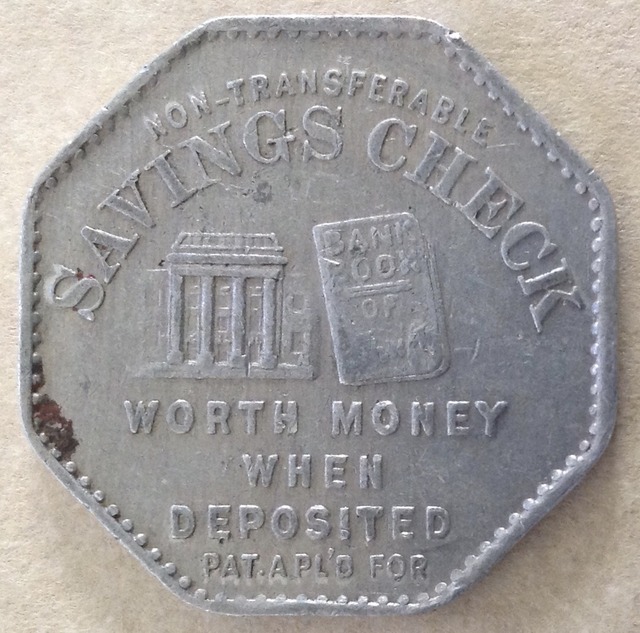 NON-TRANSFERABLE
SAVINGS CHECK
BANK
BOOK
OF
WORTH MONEY
WHEN
DEPOSITED
PAT. APL'D FOR